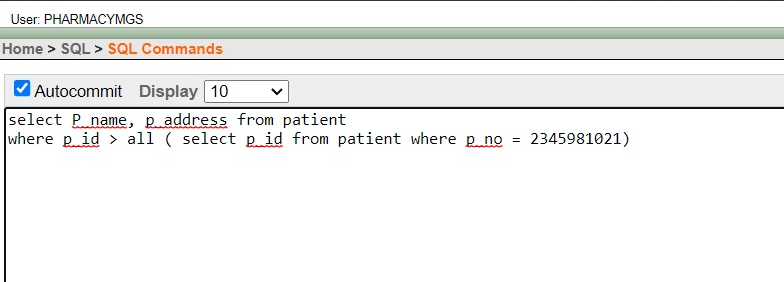 User: PHARMACYMGS
Home > SQL > SQL Commands
Autocommit Display 10
select P_name, p_address from patient
where p_id > all ( select p_id from patient where p_no = 2345981021)